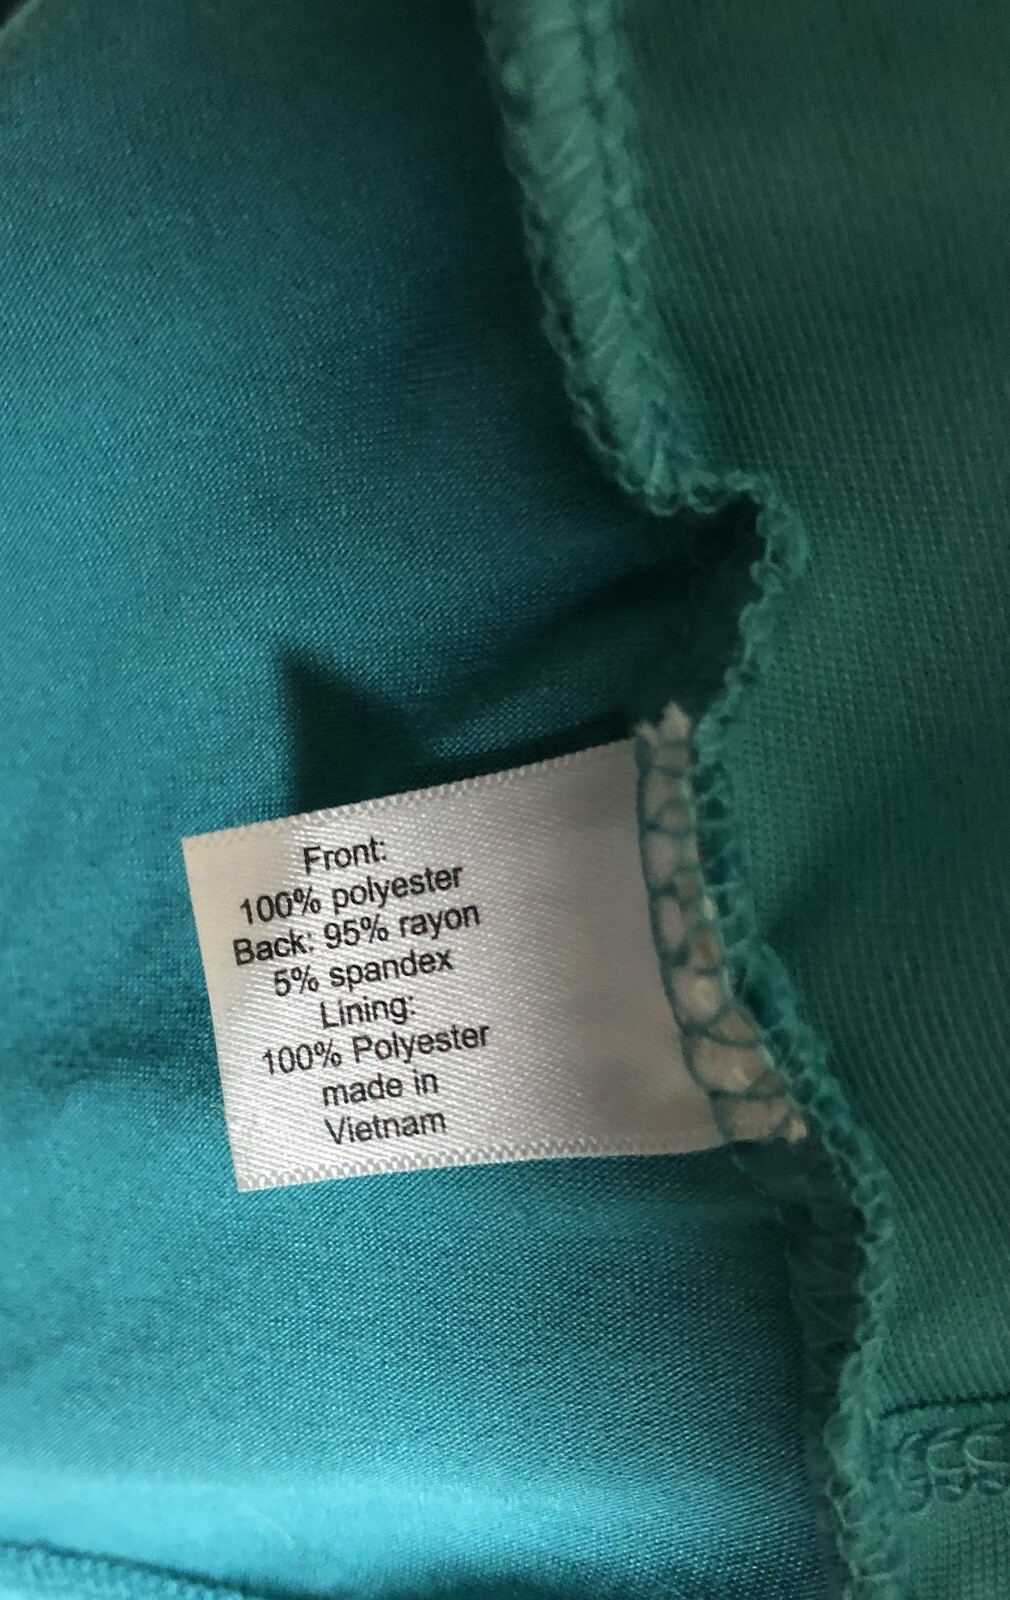 Front:
100% polyester
Back: 95% rayon
5% spandex
Lining:
100% Polyester
made in
Vietnam